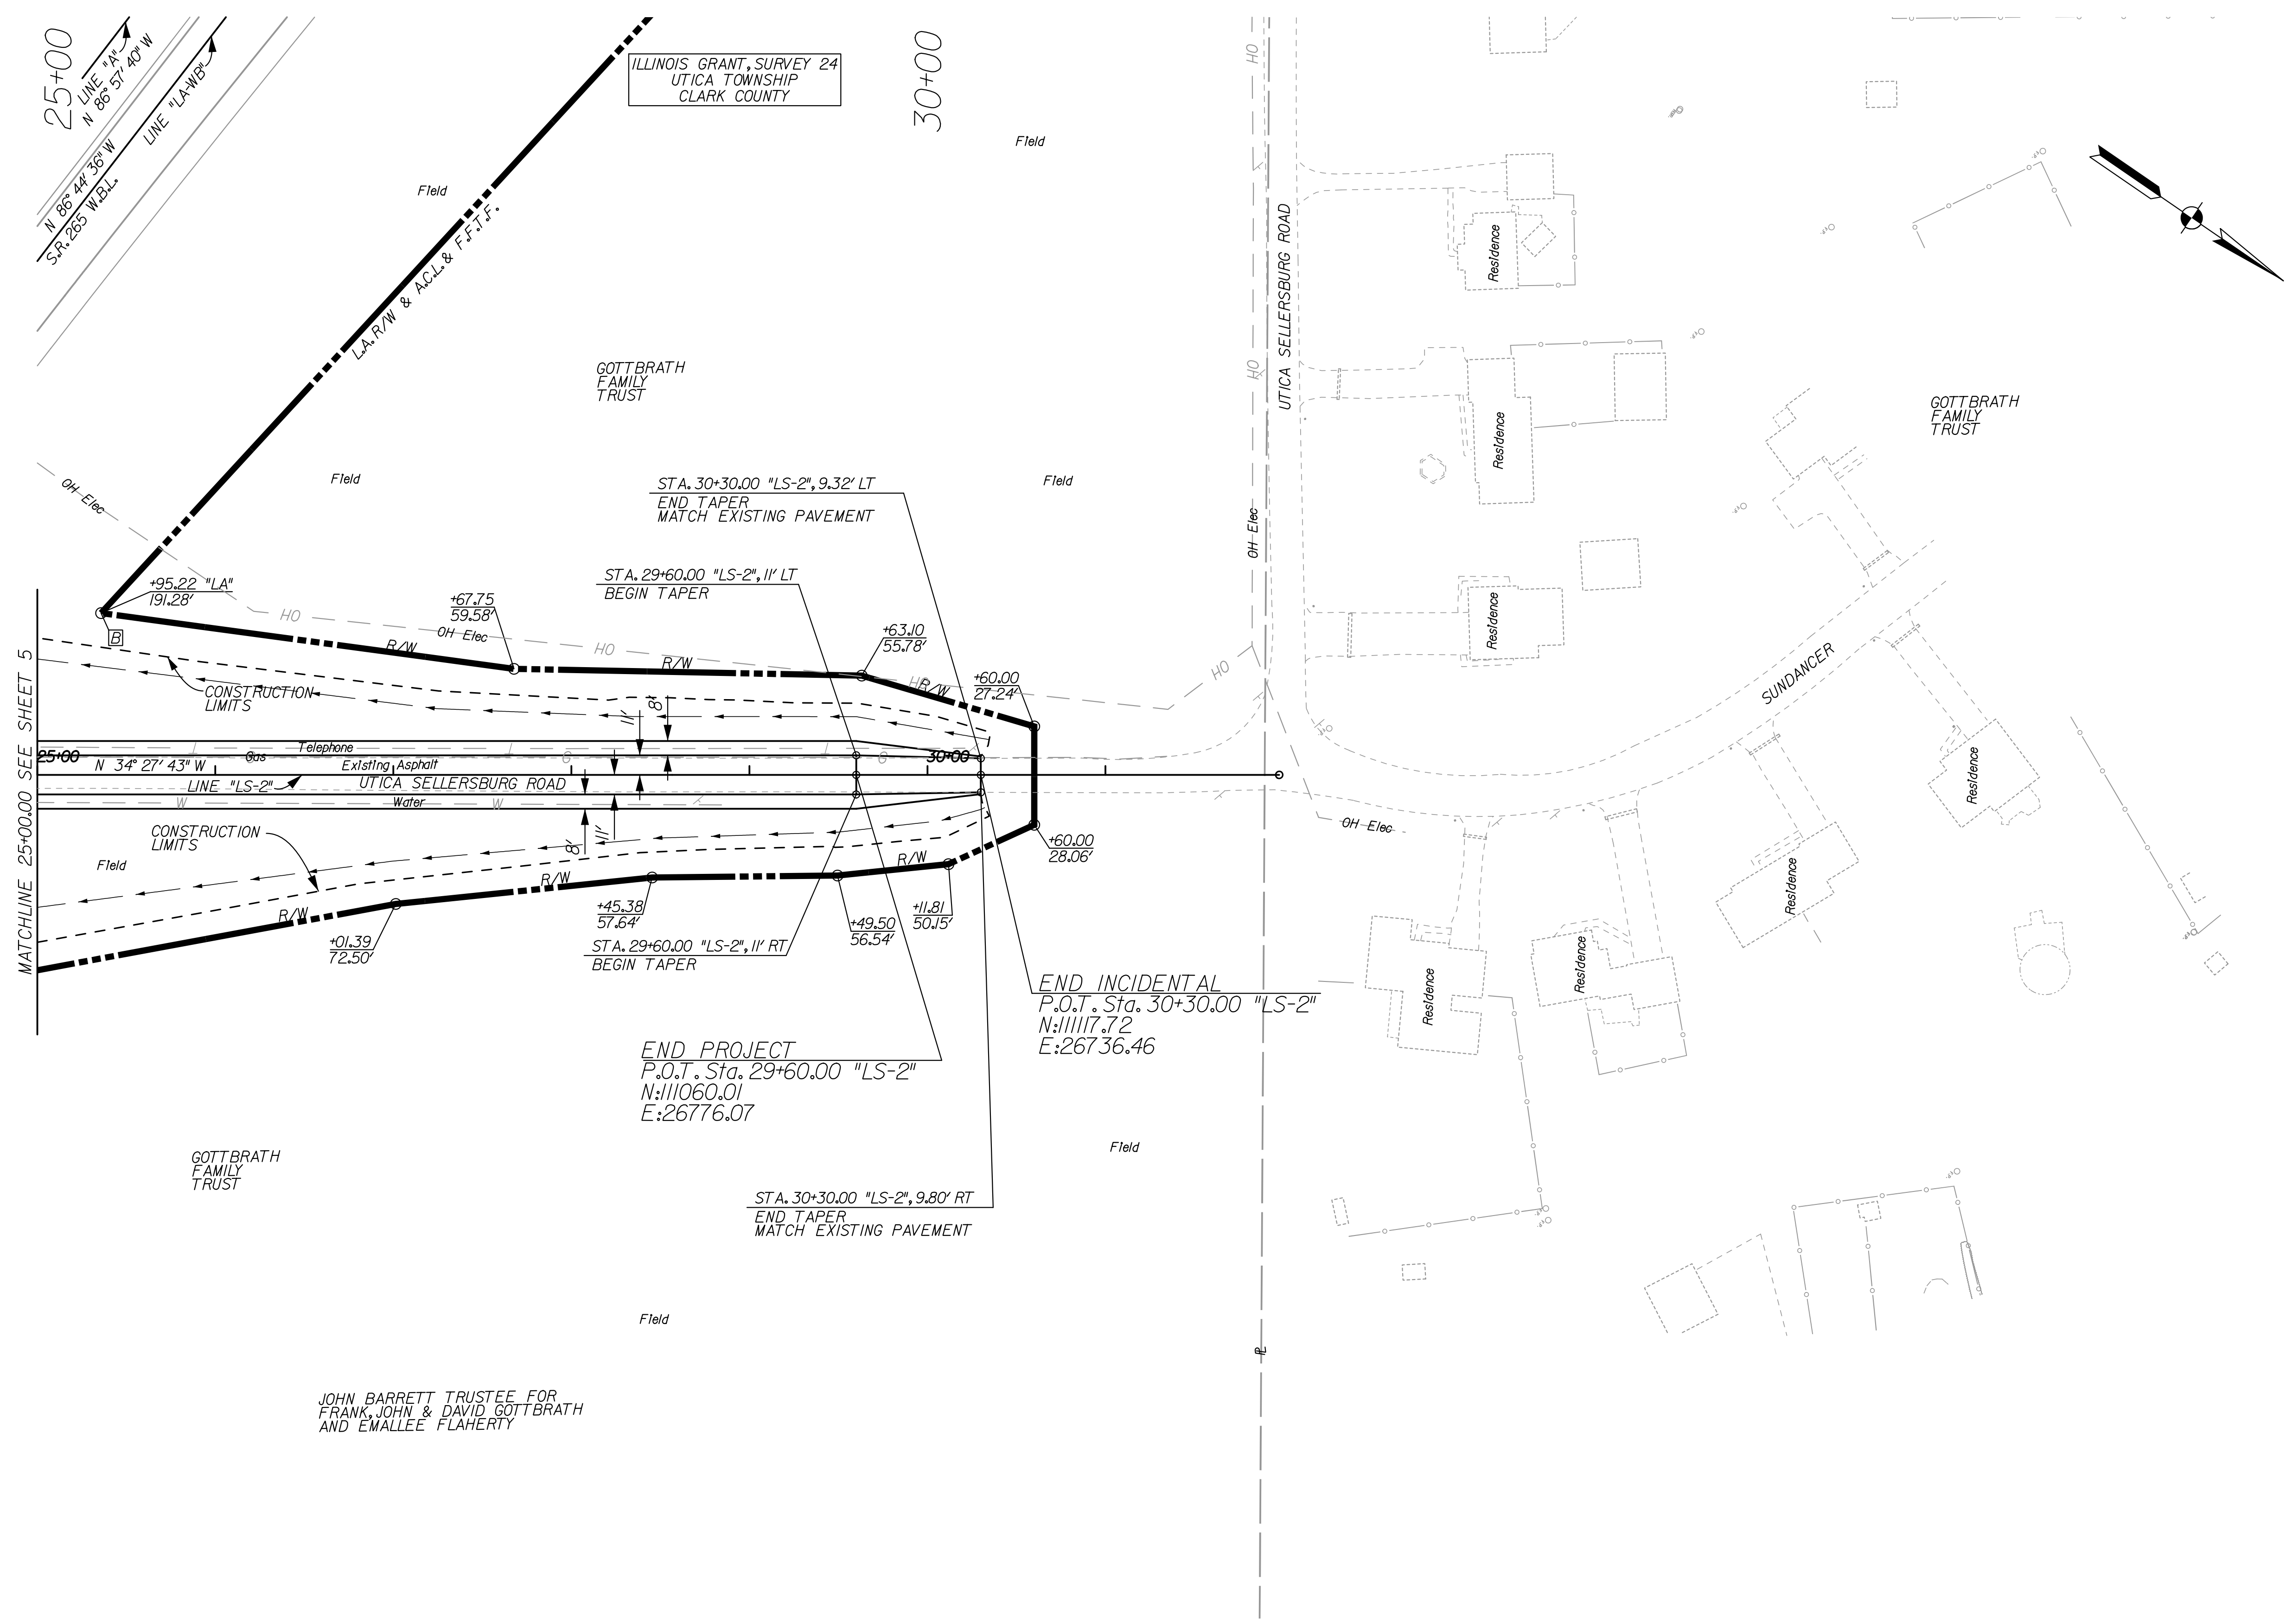 25+00
LINE "A"
N 86° 57' 40" W
LINE "LA-WB"
N 86° 44' 36" W
S.R. 265 W.B.L.
ILLINOIS GRANT, SURVEY 24
UTICA TOWNSHIP
CLARK COUNTY
30+00
Field
Field
L.A. R/W & A.C.L. & F.F.T.F.
HO
HO
UTICA SELLERSBURG ROAD
OH Elec
Residence
Residence
Residence
GOTTBRATH
FAMILY
TRUST
GOTTBRATH
FAMILY
TRUST
Field
Field
OH Elec
STA. 30+30.00 "LS-2", 9.32' LT
END TAPER
MATCH EXISTING PAVEMENT
STA. 29+60.00 "LS-2", 11' LT
BEGIN TAPER
+95.22 "LA"
191.28'
B
+67.75
59.58'
HO
OH Elec
HO
R/W
R/W
+63.10
55.78'
HO
R/W
+60.00
27.24'
HO
SUNDANCER
MATCHLINE 25+00.00 SEE SHEET 5
CONSTRUCTION
LIMITS
11'
8'
Telephone
25+00
Gas
G
G
30+00
N 34° 27' 43" W
Existing Asphalt
LINE "LS-2"
UTICA SELLERSBURG ROAD
W
Water
W
CONSTRUCTION
LIMITS
8'
11'
Field
OH Elec
+60.00
28.06'
R/W
R/W
R/W
+01.39
72.50'
+45.38
57.64'
+49.50
56.54'
+11.81
50.15'
STA. 29+60.00 "LS-2", 11' RT
BEGIN TAPER
Residence
Residence
Residence
Residence
END INCIDENTAL
P.O.T. Sta. 30+30.00 "LS-2"
N:111117.72
E:26736.46
END PROJECT
P.O.T. Sta. 29+60.00 "LS-2"
N:111060.01
E:26776.07
GOTTBRATH
FAMILY
TRUST
Field
STA. 30+30.00 "LS-2", 9.80' RT
END TAPER
MATCH EXISTING PAVEMENT
Field
PL
JOHN BARRETT TRUSTEE FOR
FRANK, JOHN & DAVID GOTTBRATH
AND EMALLEE FLAHERTY